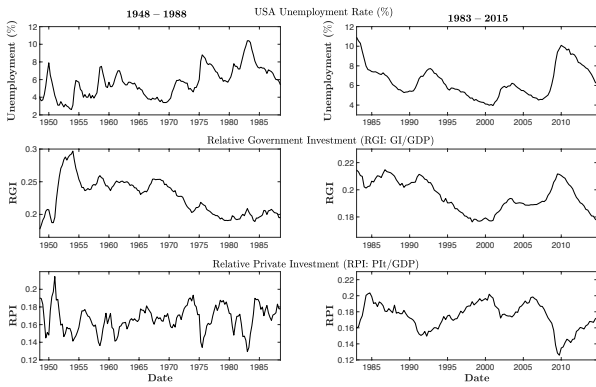 USA Unemployment Rate (%)
1948 − 1988
1983 − 2015
Unemployment (%)
12
10
8
6
4
2
1950 1955 1960 1965 1970 1975 1980 1985
Unemployment (%)
12
10
8
6
4
1985 1990 1995 2000 2005 2010
Relative Government Investment (RGI: GI/GDP)
RGI
0.3
0.25
0.2
1950 1955 1960 1965 1970 1975 1980 1985
RGI
0.22
0.2
0.18
1985 1990 1995 2000 2005 2010
Relative Private Investment (RPI: PIt/GDP)
RPI
0.2
0.18
0.16
0.14
0.12
1950 1955 1960 1965 1970 1975 1980 1985
Date
RPI
0.22
0.2
0.18
0.16
0.14
0.12
1985 1990 1995 2000 2005 2010
Date